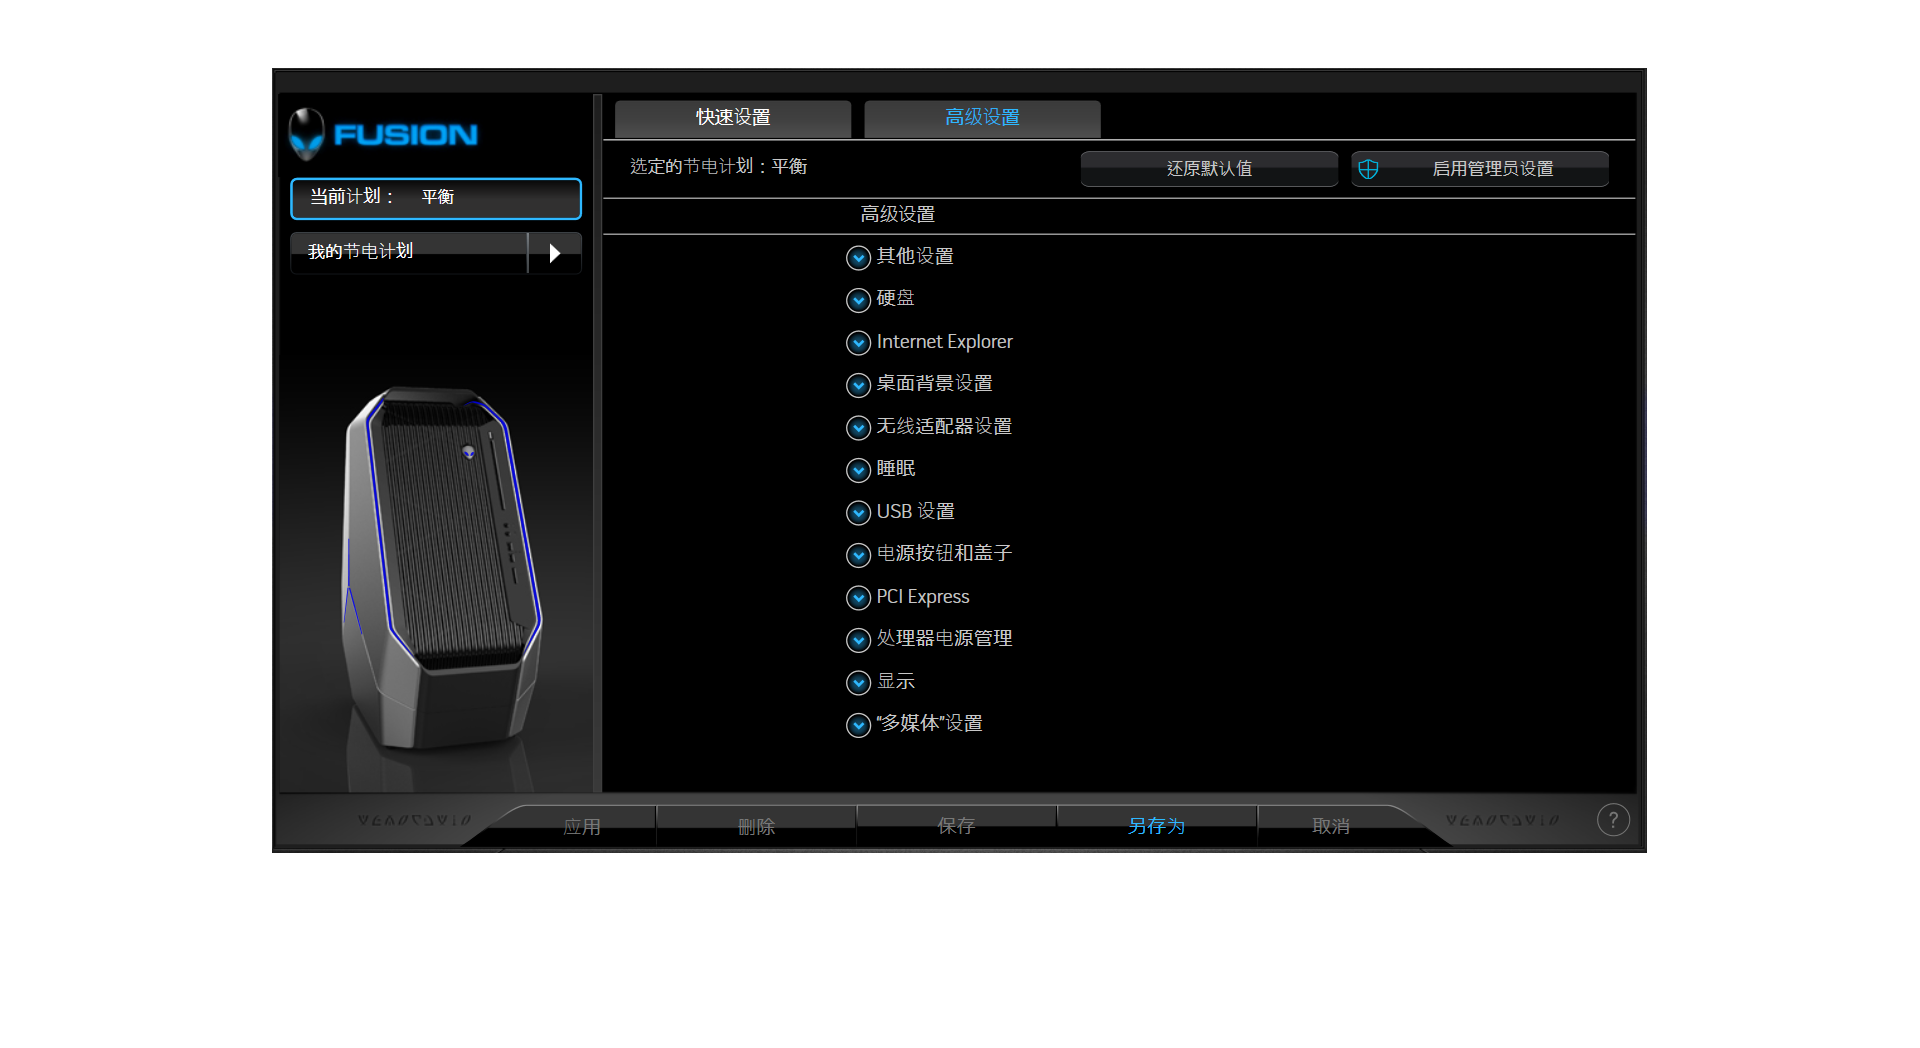 快速设置
高级设置
FUSION
选定的节电计划：平衡
还原默认值
启用管理员设置
当前计划： 平衡
我的节电计划
高级设置
其他设置
硬盘
Internet Explorer
桌面背景设置
无线适配器设置
睡眠
USB 设置
电源按钮和盖子
PCI Express
处理器电源管理
显示
“多媒体”设置
应用
删除
保存
另存为
取消
?